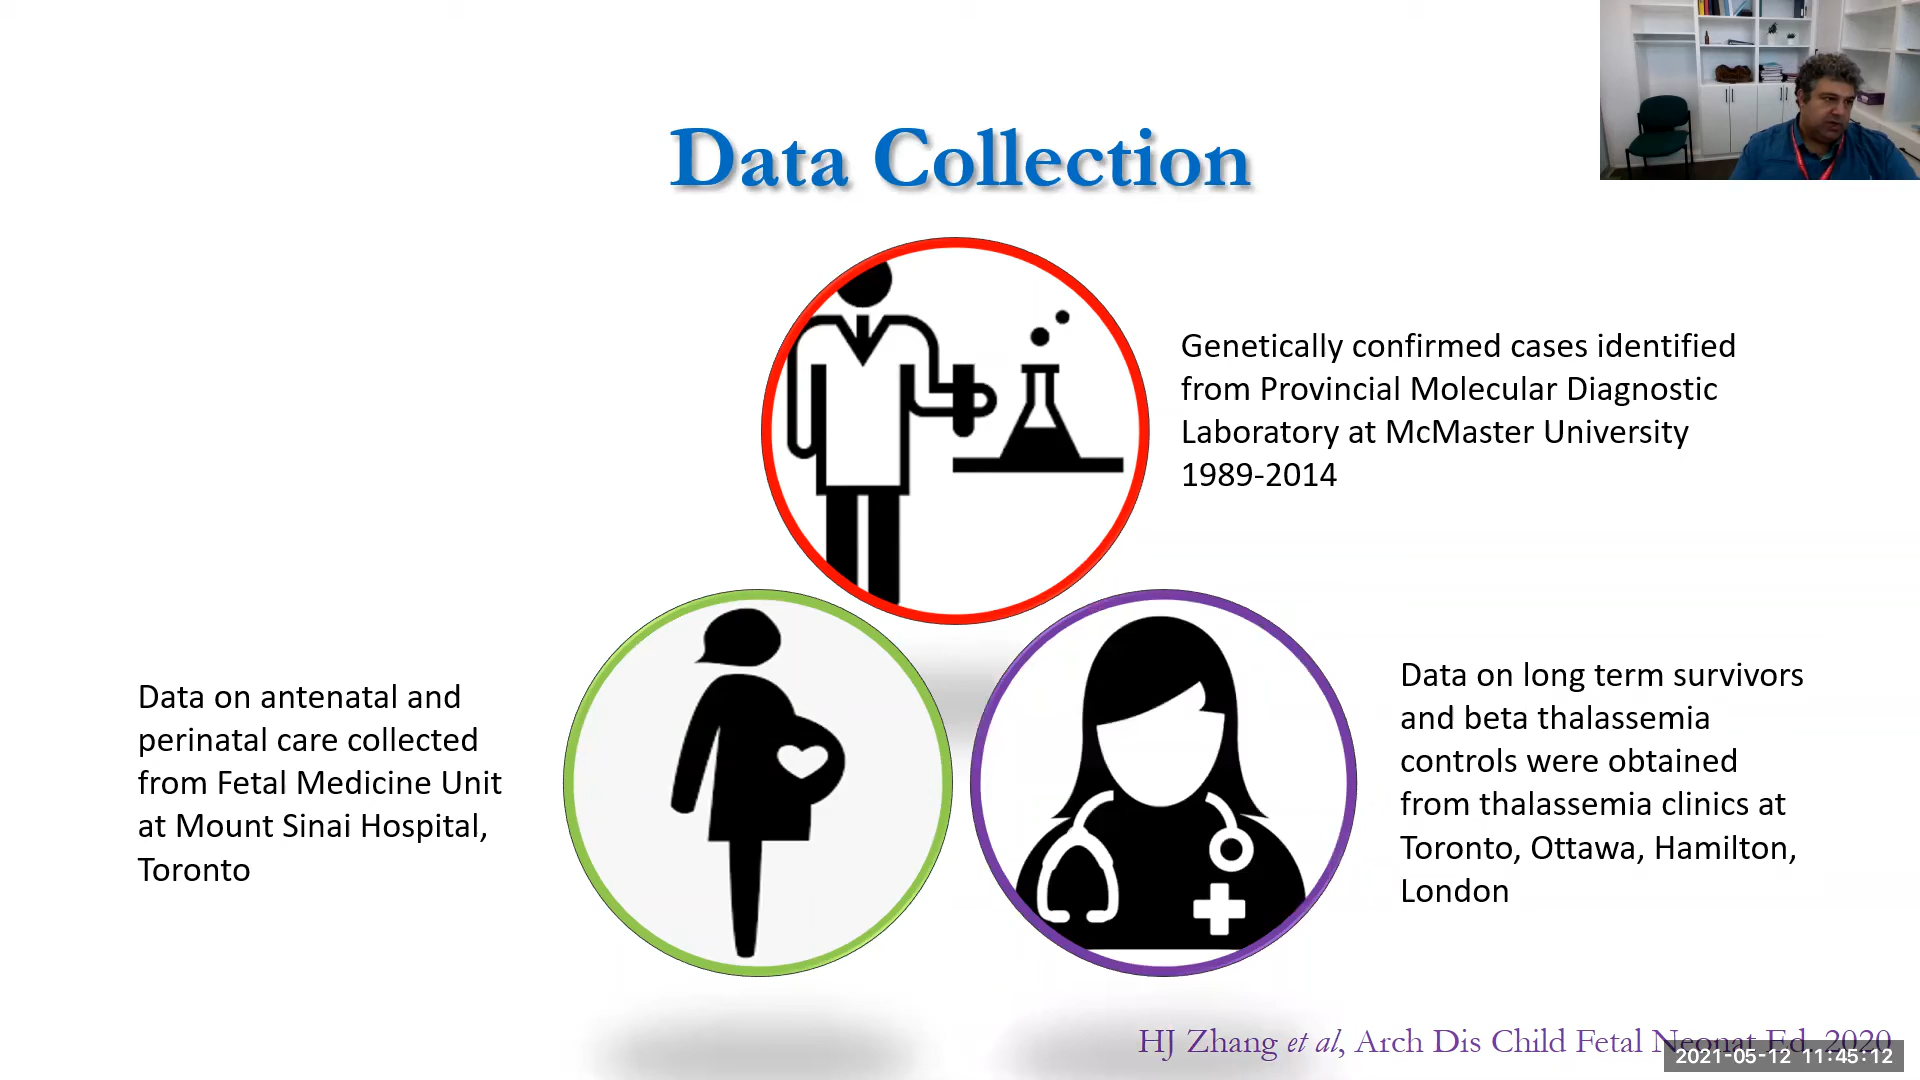 Data Collection
Genetically confirmed cases identified
from Provincial Molecular Diagnostic
Laboratory at McMaster University
1989-2014
Data on antenatal and
perinatal care collected
from Fetal Medicine Unit
at Mount Sinai Hospital,
Toronto
Data on long term survivors
and beta thalassemia
controls were obtained
from thalassemia clinics at
Toronto, Ottawa, Hamilton,
London
HJ Zhang et al, Arch Dis Child Fetal Neonat Ed. 2020
2021-05-12 11:45:12